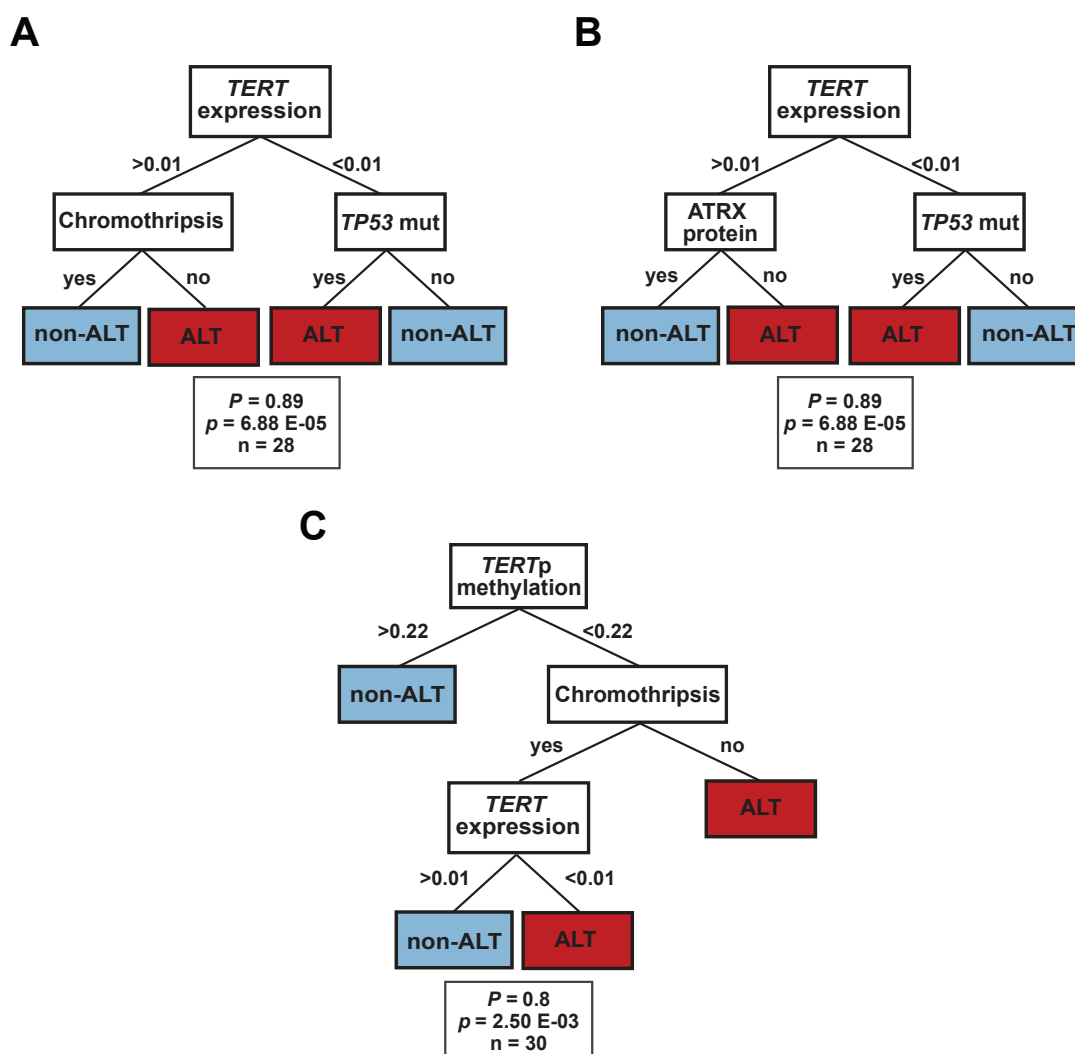 A
TERT
expression
>0.01
<0.01
Chromothripsis
TP53 mut
yes
no
yes
no
non-ALT
ALT
ALT
non-ALT
P = 0.89
p = 6.88 E-05
n = 28
B
TERT
expression
>0.01
<0.01
ATRX
protein
TP53 mut
yes
no
yes
no
non-ALT
ALT
ALT
non-ALT
P = 0.89
p = 6.88 E-05
n = 28
C
TERTp
methylation
>0.22
<0.22
non-ALT
Chromothripsis
yes
no
TERT
expression
ALT
>0.01
<0.01
non-ALT
ALT
P = 0.8
p = 2.50 E-03
n = 30